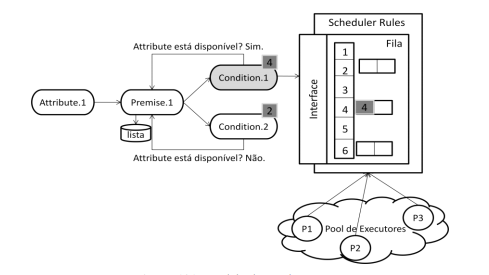 Scheduler Rules
Fila
Interface
1
2
3
4
5
6
4
Attribute está disponível? Sim.
4
Condition.1
Attribute.1
Premise.1
lista
2
Condition.2
Attribute está disponível? Não.
P1
Pool de Executores
P2
P3